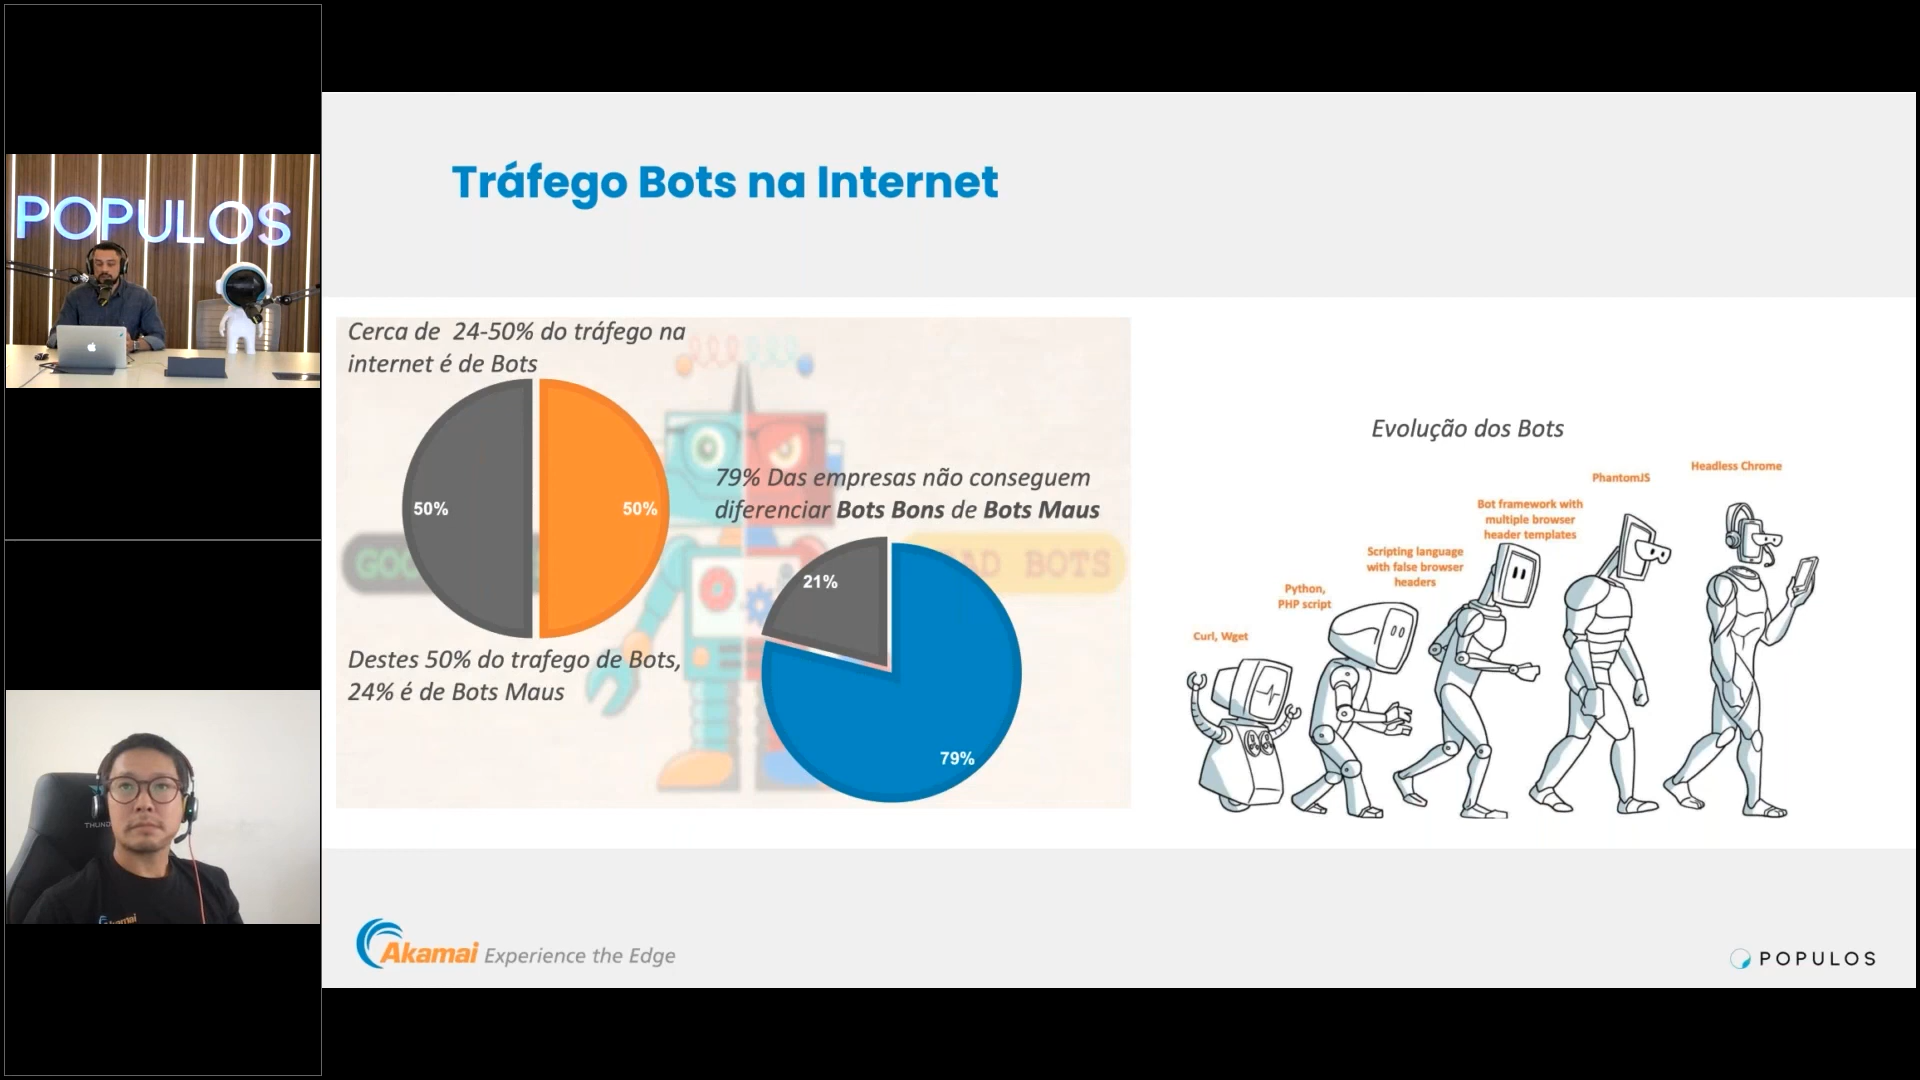 POPULOS
THUND
Akamai
Tráfego Bots na Internet
Cerca de 24-50% do tráfego na
internet é de Bots
50%
50%
Destes 50% do trafego de Bots,
24% é de Bots Maus
79% Das empresas não conseguem
diferenciar Bots Bons de Bots Maus
GOO
AD BOTS
21%
79%
Evolução dos Bots
Curl, Wget
Python,
PHP script
Scripting language
with false browser
headers
Bot framework with
multiple browser
header templates
PhantomJS
Headless Chrome
Akamai Experience the Edge
POPULOS